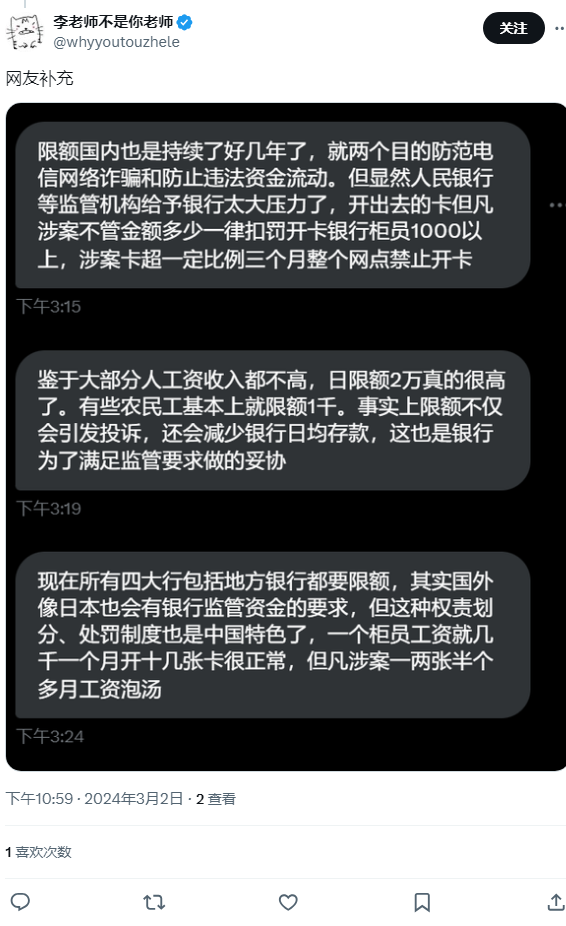 李老师不是你老师
@whyyoutouzhele
关注
网友补充
限额国内也是持续了好几年了，就两个目的防范电
信网络诈骗和防止违法资金流动。但显然人民银行
等监管机构给予银行太大压力了，开出去的卡但凡
涉案不管金额多少一律扣罚开卡银行柜员1000以
上，涉案卡超一定比例三个月整个网点禁止开卡
下午3:15
鉴于大部分人工资收入都不高，日限额2万真的很高
了。有些农民工基本上就限额1千。事实上限额不仅
会引发投诉，还会减少银行日均存款，这也是银行
为了满足监管要求做的妥协
下午3:19
现在所有四大行包括地方银行都要限额，其实国外
像日本也会有银行监管资金的要求，但这种权责划
分、处罚制度也是中国特色了，一个柜员工资就几
千一个月开十几张卡很正常，但凡涉案一两张半个
多月工资泡汤
下午3:24
下午10:59 · 2024年3月2日 · 2 查看
1 喜欢次数